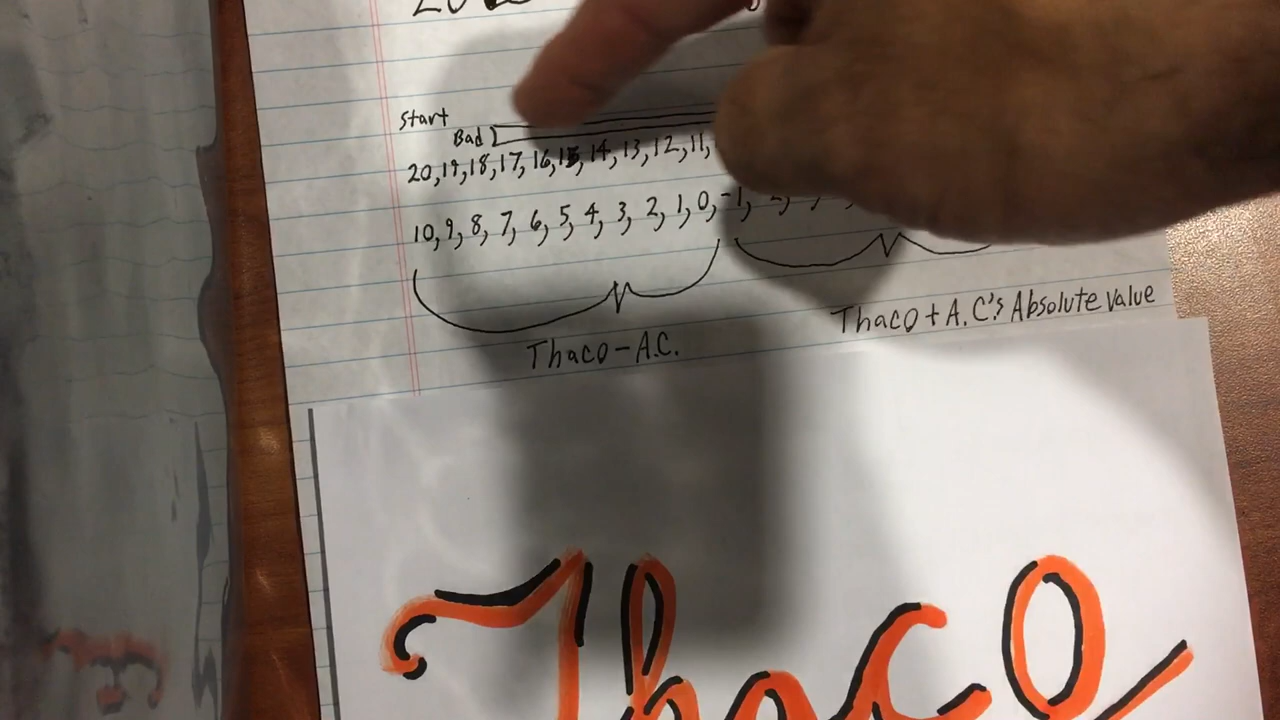 20
Start
Bad
20,19,18,17,16,15,14,13,12,11,
10,9,8,7,6,5,4,3,2,1,0,-1,
Thaco-A.C. Thaco+A.C's Absolute value
Thaco